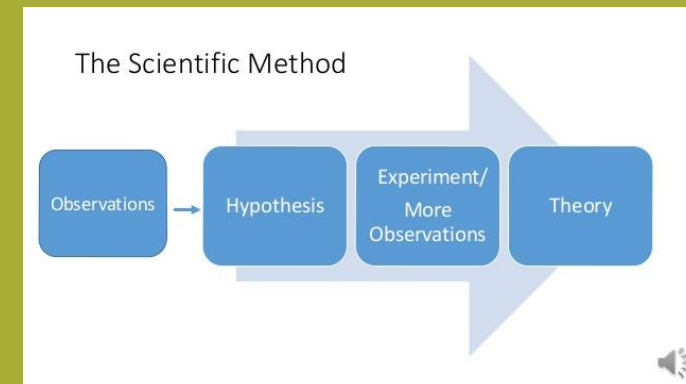 The Scientific Method
Observations
Hypothesis
Experiment/
More
Observations
Theory